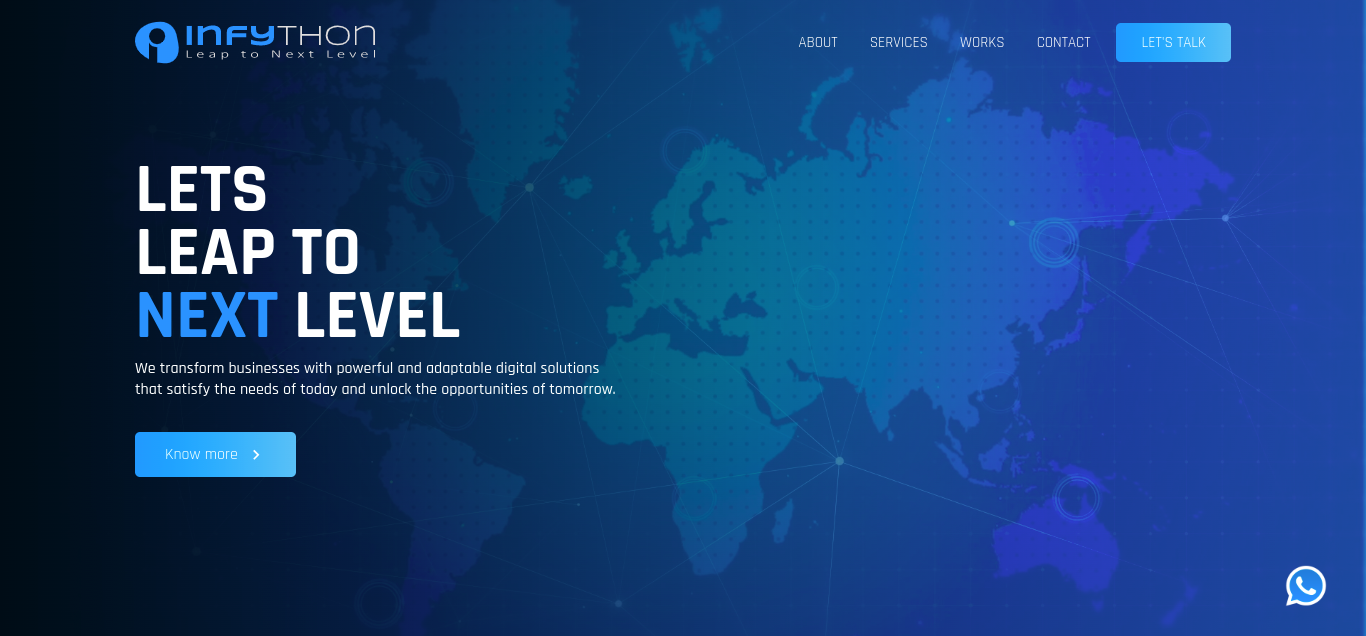 INFYTHON
Leap to Next Level
ABOUT
SERVICES
WORKS
CONTACT
LET'S TALK
LETS
LEAP TO
NEXT LEVEL
We transform businesses with powerful and adaptable digital solutions
that satisfy the needs of today and unlock the opportunities of tomorrow.
Know more